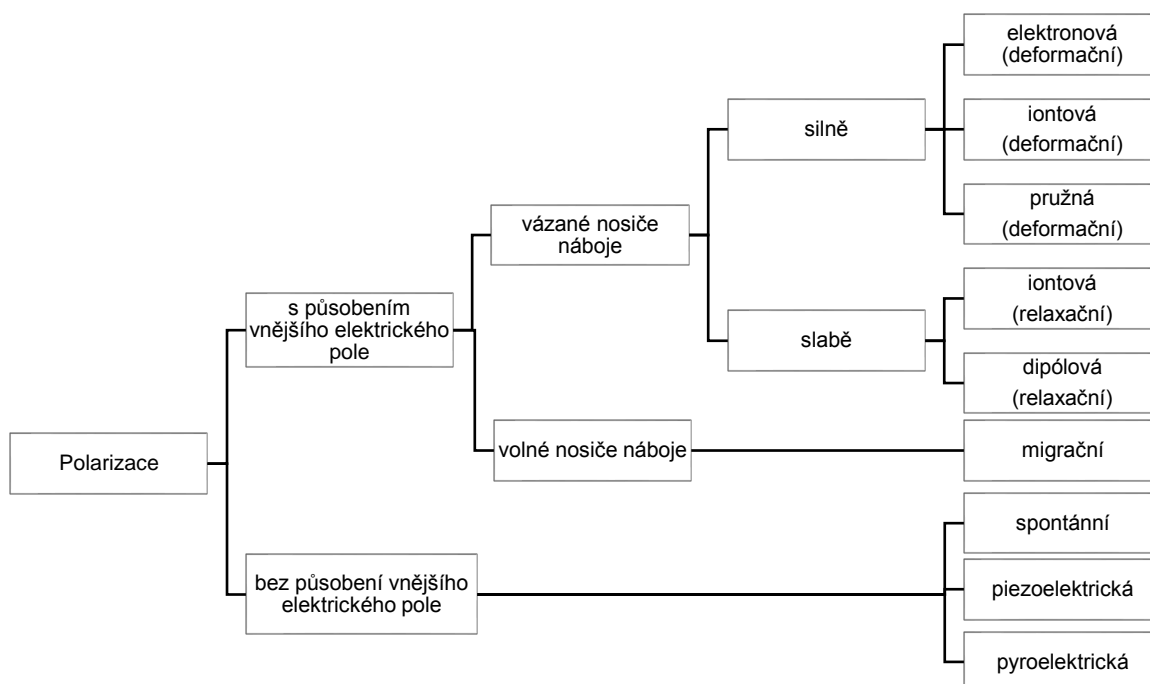 elektronová
(deformační)
iontová
(deformační)
pružná
(deformační)
silně
vázané nosiče
náboje
slabě
iontová
(relaxační)
dipólová
(relaxační)
s působením
vnějšího elektrického
pole
volné nosiče náboje
migrační
Polarizace
bez působení vnějšího
elektrického pole
spontánní
piezoelektrická
pyroelektrická